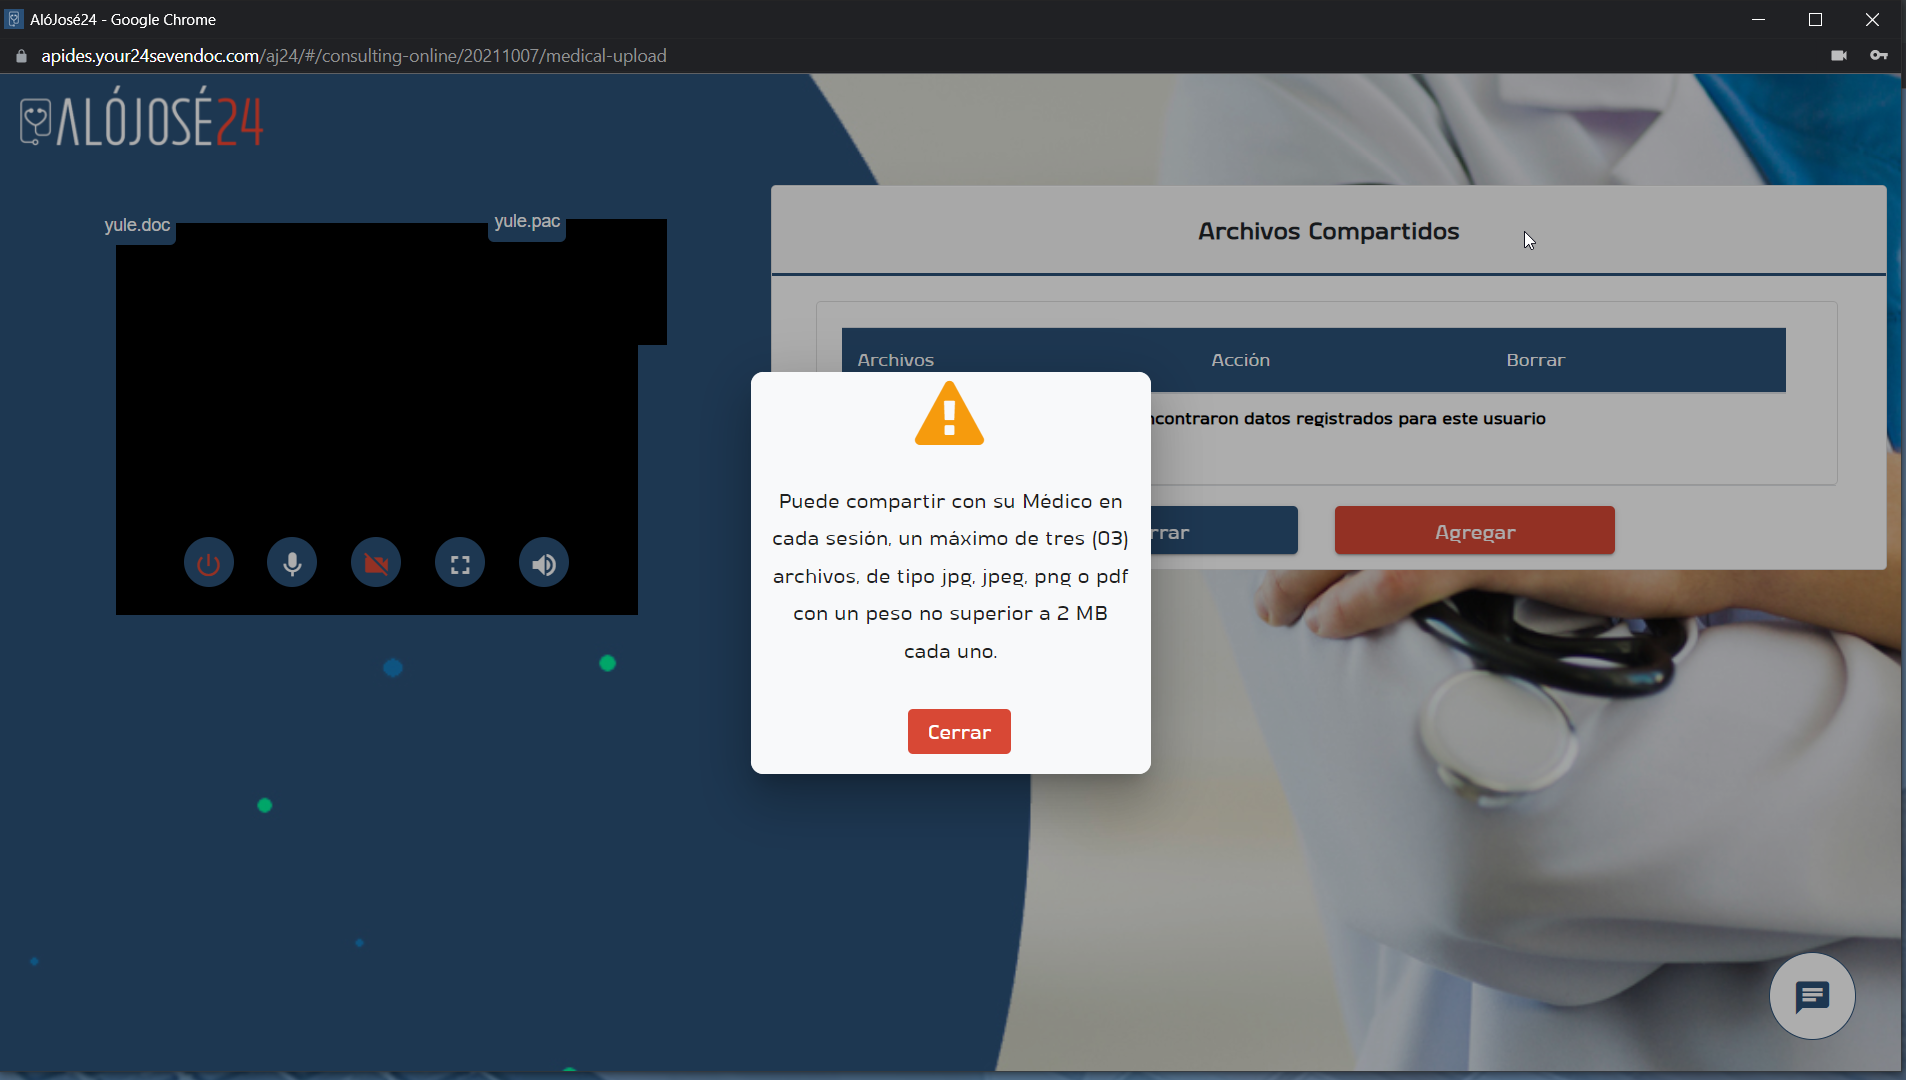 AlóJosé24 - Google Chrome
apides.your24sevendoc.com/aj24/#/consulting-online/20211007/medical-upload
ALÓJOSÉ24
yule.doc
yule.pac
Archivos Compartidos
Archivos Acción Borrar
contraron datos registrados para este usuario
rrar
Agregar
Puede compartir con su Médico en
cada sesión, un máximo de tres (03)
archivos, de tipo jpg, jpeg, png o pdf
con un peso no superior a 2 MB
cada uno.
Cerrar